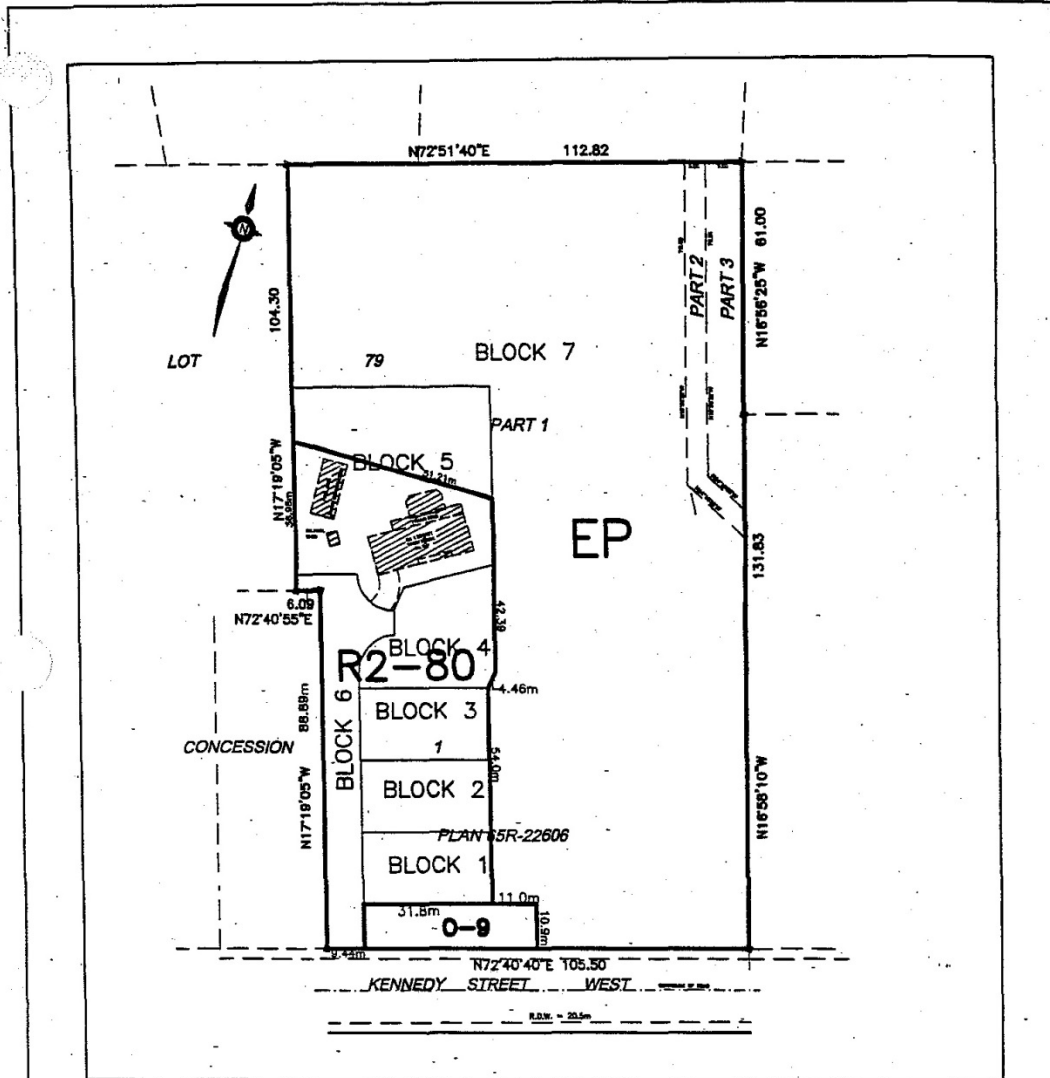 N72°51'40"E 112.82
N
104.30
N16°56'25"W 61.00
PART 2
PART 3
LOT
79
BLOCK 7
PART 1
BLOCK 5
51.21m
N17°19'05"W
EP
131.83
6.09
N72°40'55"E
42.39
BLOCK 4
R2-80
4.46m
BLOCK 6
BLOCK 3
88.89m
CONCESSION
1
54.0m
BLOCK 2
N17°19'05"W
N16°58'10"W
PLAN 65R-22606
BLOCK 1
11.0m
31.8m
10.9m
O-9
9.44m
N72°40'40"E 105.50
KENNEDY STREET WEST
R.O.W. = 20.5m